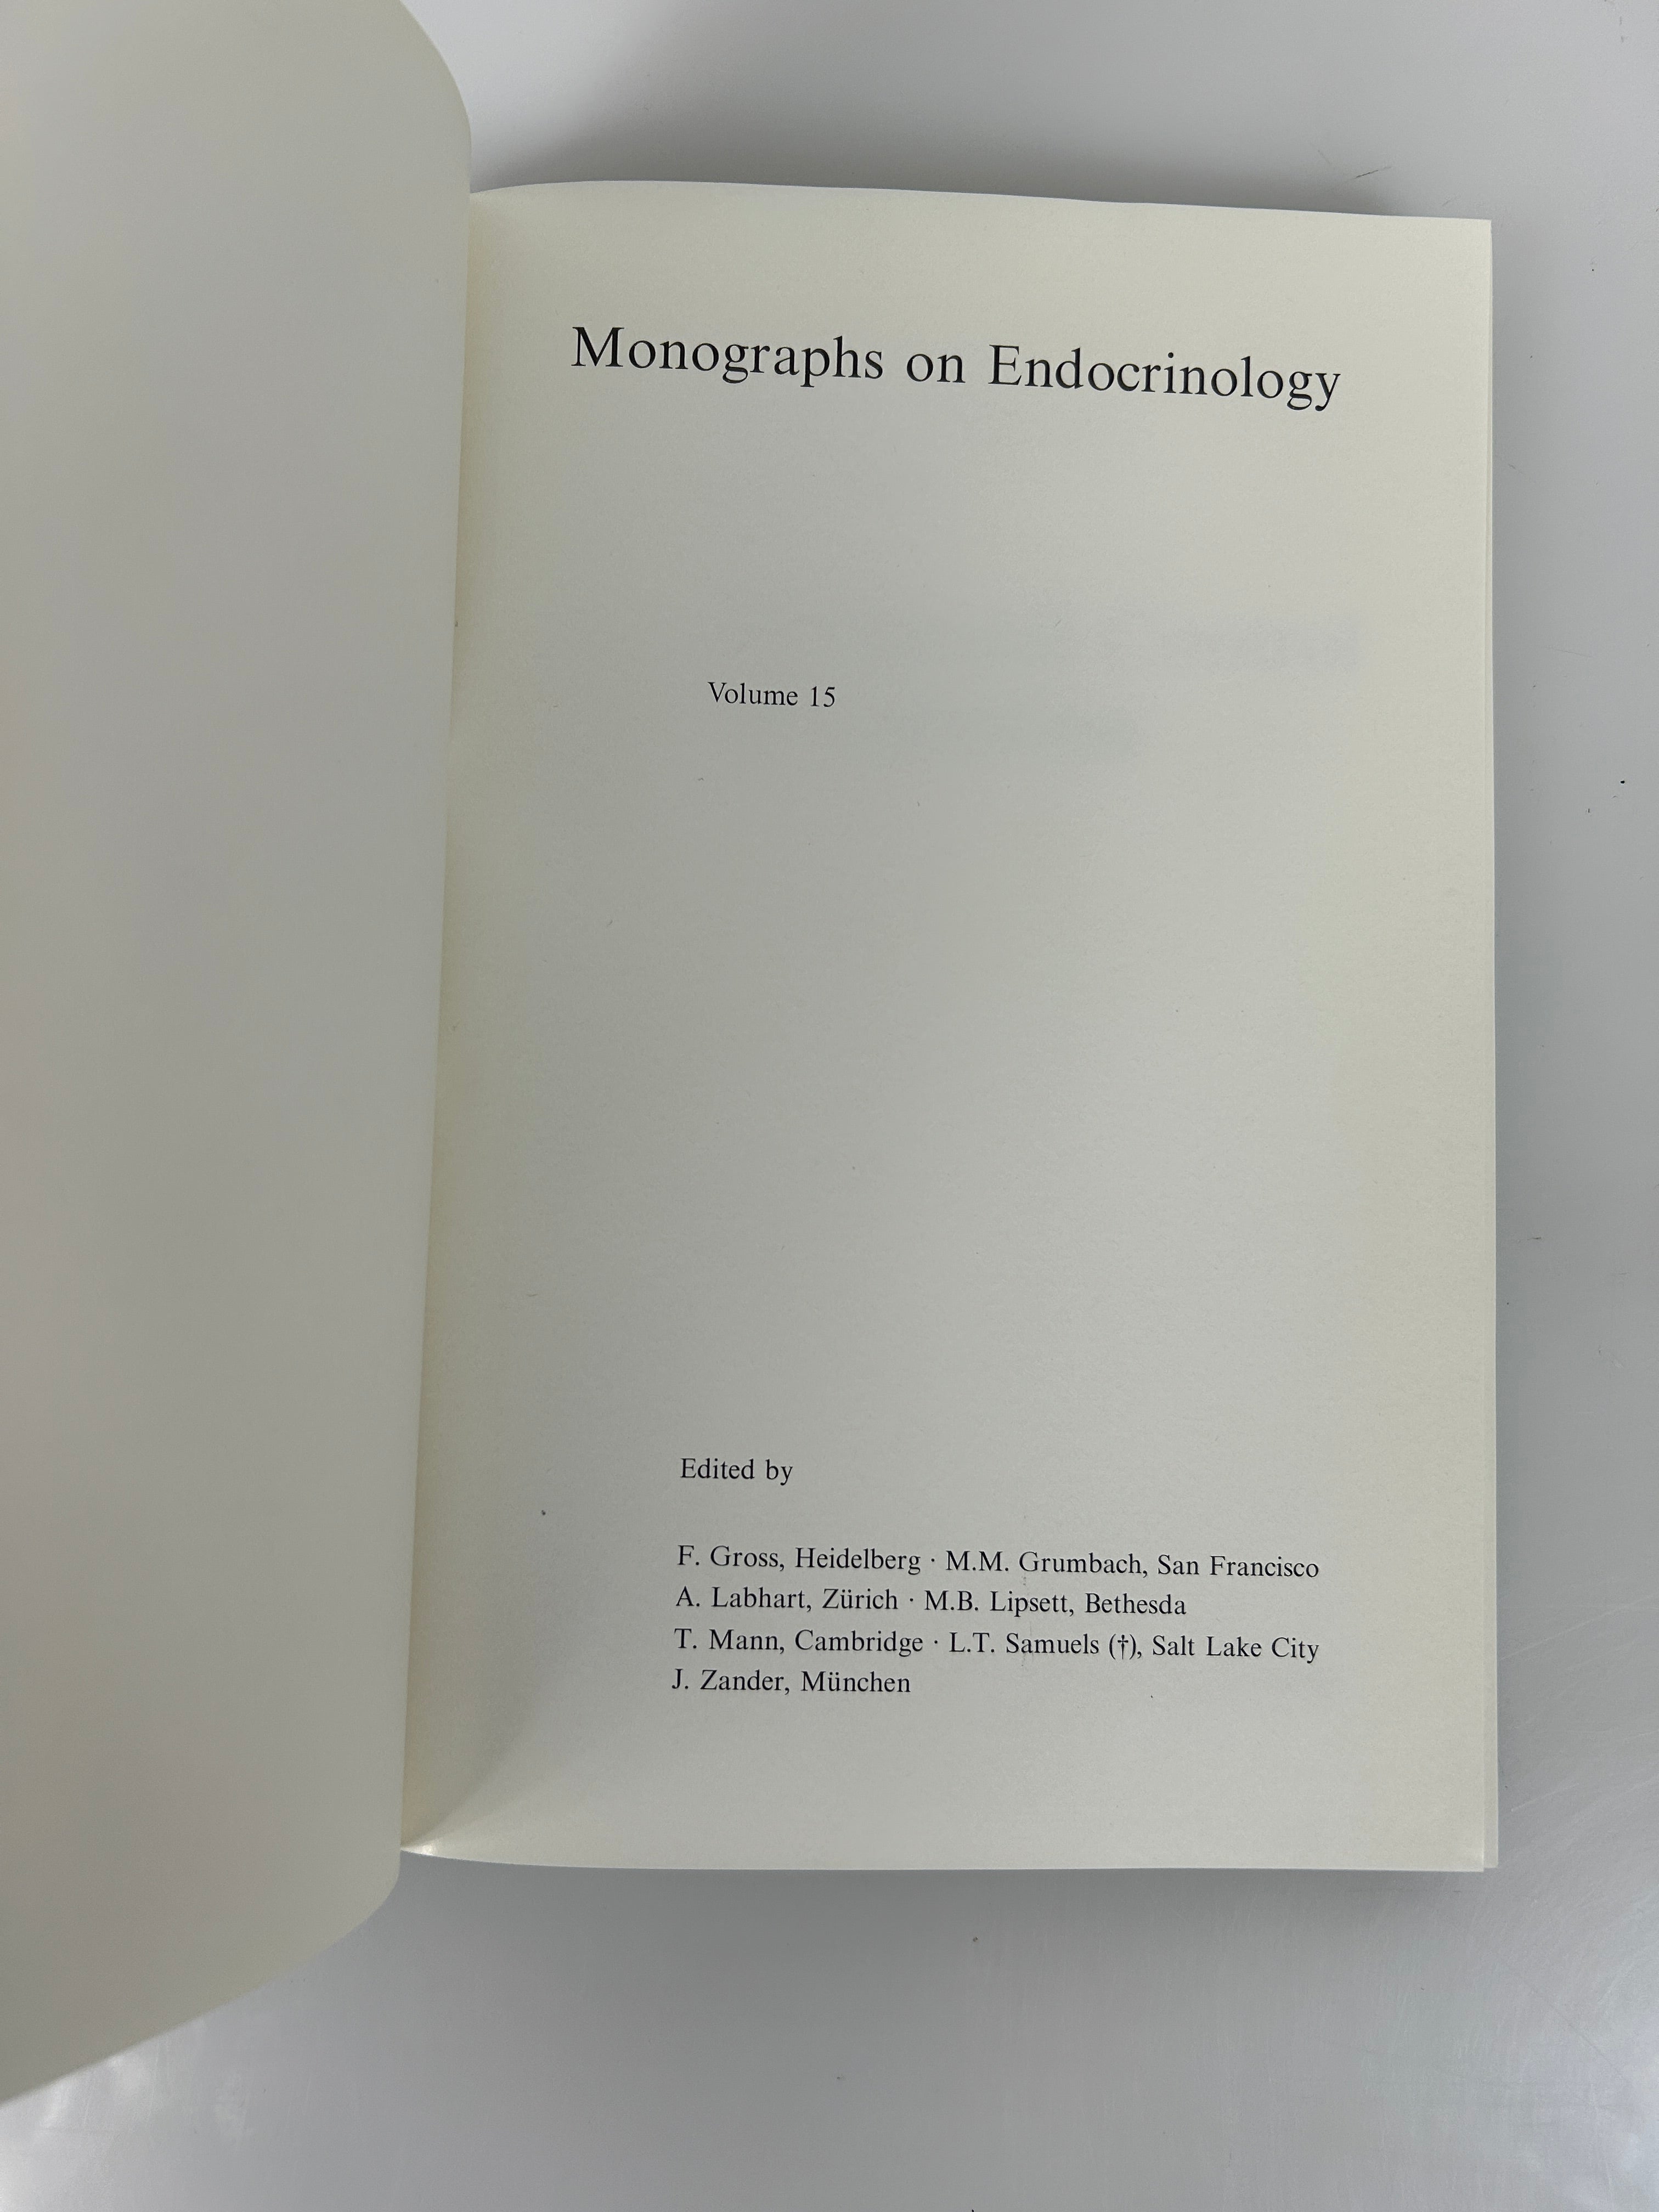 Monographs on Endocrinology
Volume 15
Edited by
F. Gross, Heidelberg · M.M. Grumbach, San Francisco
A. Labhart, Zürich · M.B. Lipsett, Bethesda
T. Mann, Cambridge · L.T. Samuels (†), Salt Lake City
J. Zander, München